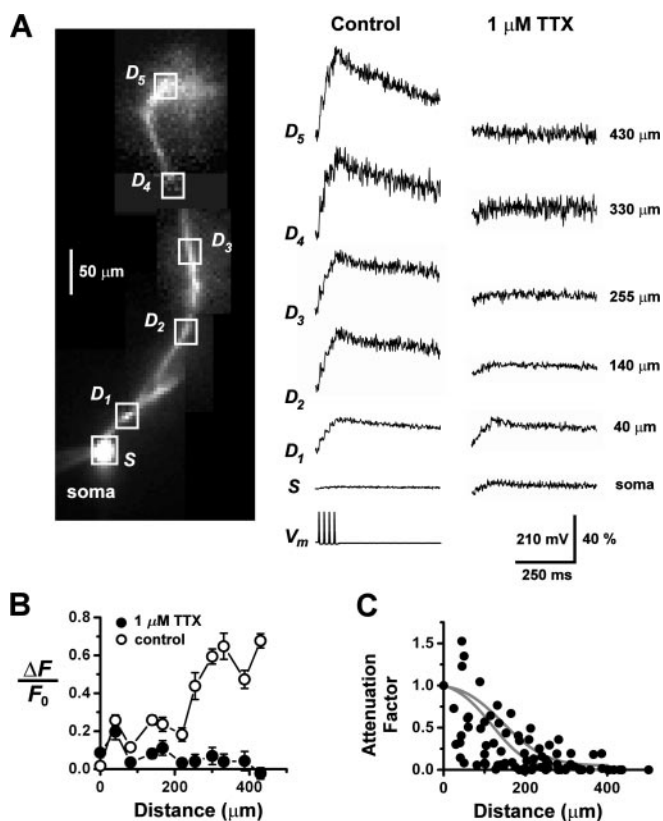 A
Control 1 μM TTX
D5
D4
D3
D2
D1
S
soma
50 μm
D5 430 μm
D4 330 μm
D3 255 μm
D2 140 μm
D1 40 μm
S soma
Vm
210 mV 40 %
250 ms
B
1 μM TTX
control
ΔF
F0
0.8
0.6
0.4
0.2
0.0
0 200 400
Distance (μm)
C
Attenuation
Factor
1.5
1.0
0.5
0.0
0 200 400
Distance (μm)